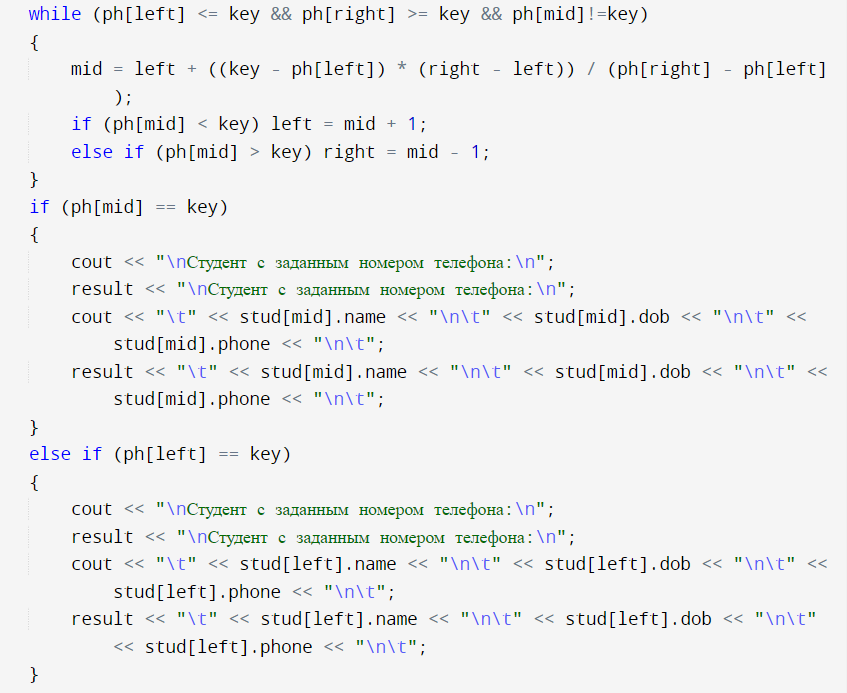 while (ph[left] <= key && ph[right] >= key && ph[mid]!=key)
{
mid = left + ((key - ph[left]) * (right - left)) / (ph[right] - ph[left]
);
if (ph[mid] < key) left = mid + 1;
else if (ph[mid] > key) right = mid - 1;
}
if (ph[mid] == key)
{
cout << "\nСтудент с заданным номером телефона:\n";
result << "\nСтудент с заданным номером телефона:\n";
cout << "\t" << stud[mid].name << "\n\t" << stud[mid].dob << "\n\t" <<
stud[mid].phone << "\n\t";
result << "\t" << stud[mid].name << "\n\t" << stud[mid].dob << "\n\t" <<
stud[mid].phone << "\n\t";
}
else if (ph[left] == key)
{
cout << "\nСтудент с заданным номером телефона:\n";
result << "\nСтудент с заданным номером телефона:\n";
cout << "\t" << stud[left].name << "\n\t" << stud[left].dob << "\n\t" <<
stud[left].phone << "\n\t";
result << "\t" << stud[left].name << "\n\t" << stud[left].dob << "\n\t"
<< stud[left].phone << "\n\t";
}